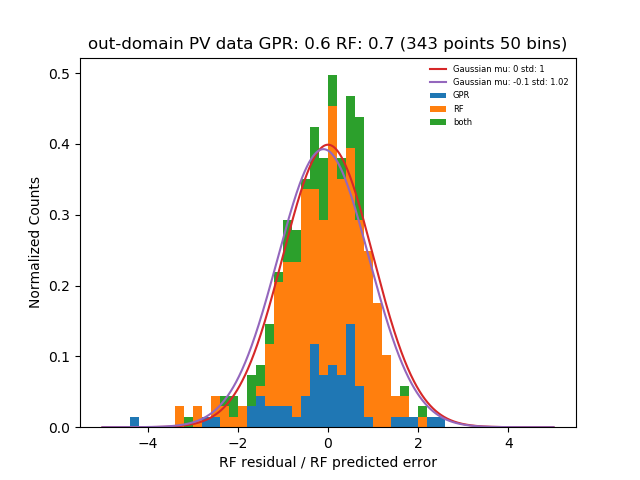 out-domain PV data GPR: 0.6 RF: 0.7 (343 points 50 bins)
Gaussian mu: 0 std: 1
Gaussian mu: -0.1 std: 1.02
GPR
RF
both
Normalized Counts
0.5
0.4
0.3
0.2
0.1
0.0
−4
−2
0
2
4
RF residual / RF predicted error